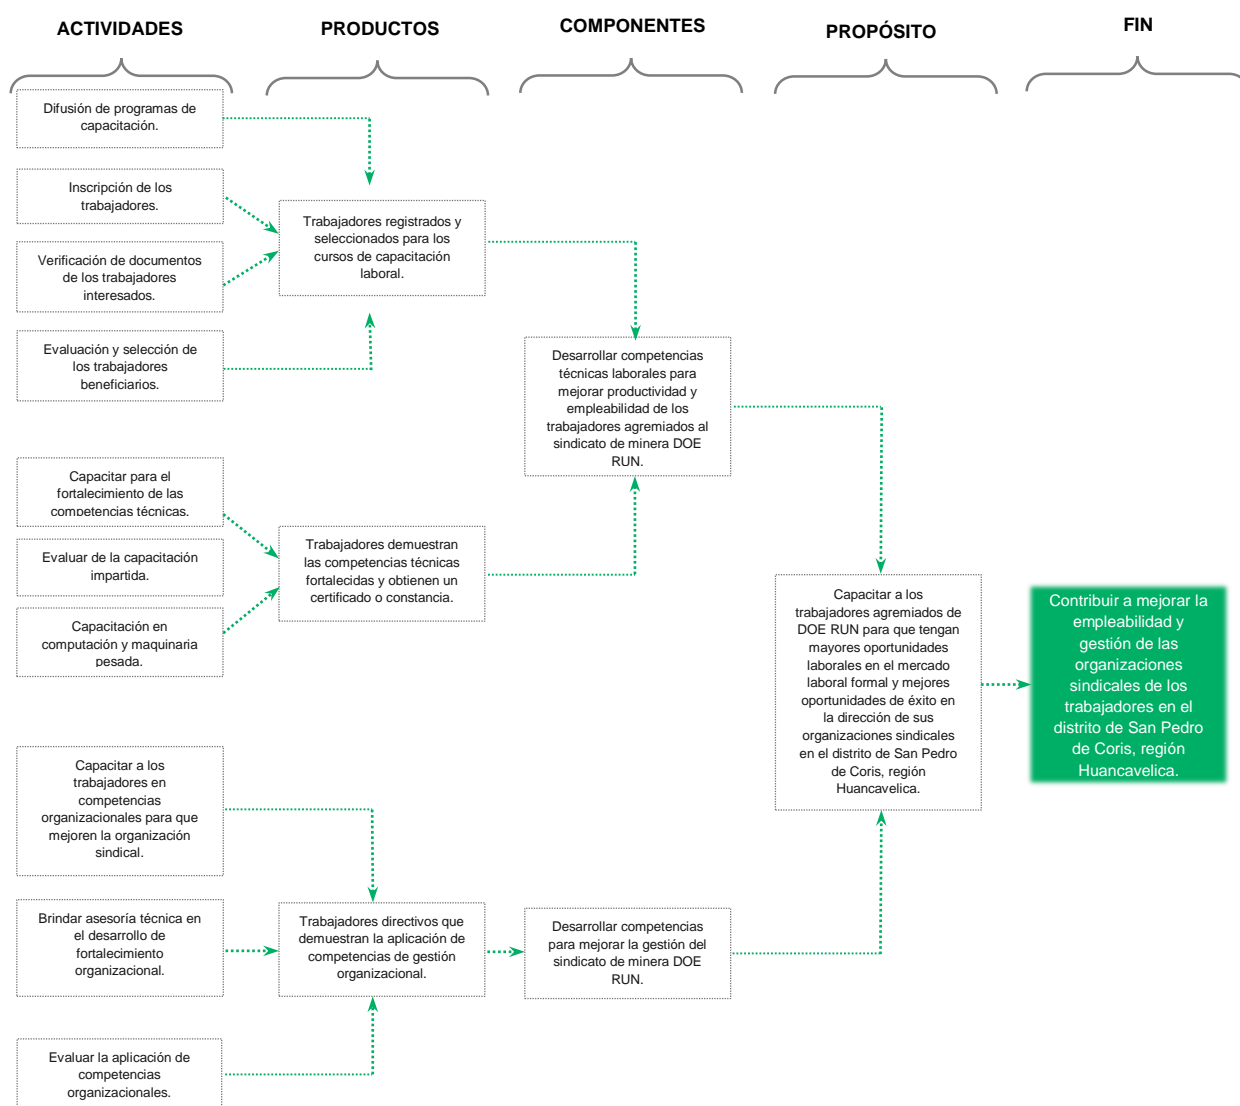 ACTIVIDADES
PRODUCTOS
COMPONENTES
PROPÓSITO
FIN
Difusión de programas de
capacitación.
Inscripción de los
trabajadores.
Verificación de documentos
de los trabajadores
interesados.
Evaluación y selección de
los trabajadores
beneficiarios.
Capacitar para el
fortalecimiento de las
competencias técnicas.
Evaluar de la capacitación
impartida.
Capacitación en
computación y maquinaria
pesada.
Capacitar a los
trabajadores en
competencias
organizacionales para que
mejoren la organización
sindical.
Brindar asesoría técnica en
el desarrollo de
fortalecimiento
organizacional.
Evaluar la aplicación de
competencias
organizacionales.
Trabajadores registrados y
seleccionados para los
cursos de capacitación
laboral.
Trabajadores demuestran
las competencias técnicas
fortalecidas y obtienen un
certificado o constancia.
Trabajadores directivos que
demuestran la aplicación de
competencias de gestión
organizacional.
Desarrollar competencias
técnicas laborales para
mejorar productividad y
empleabilidad de los
trabajadores agremiados al
sindicato de minera DOE
RUN.
Desarrollar competencias
para mejorar la gestión del
sindicato de minera DOE
RUN.
Capacitar a los
trabajadores agremiados de
DOE RUN para que tengan
mayores oportunidades
laborales en el mercado
laboral formal y mejores
oportunidades de éxito en
la dirección de sus
organizaciones sindicales
en el distrito de San Pedro
de Coris, región
Huancavelica.
Contribuir a mejorar la
empleabilidad y
gestión de las
organizaciones
sindicales de los
trabajadores en el
distrito de San Pedro
de Coris, región
Huancavelica.